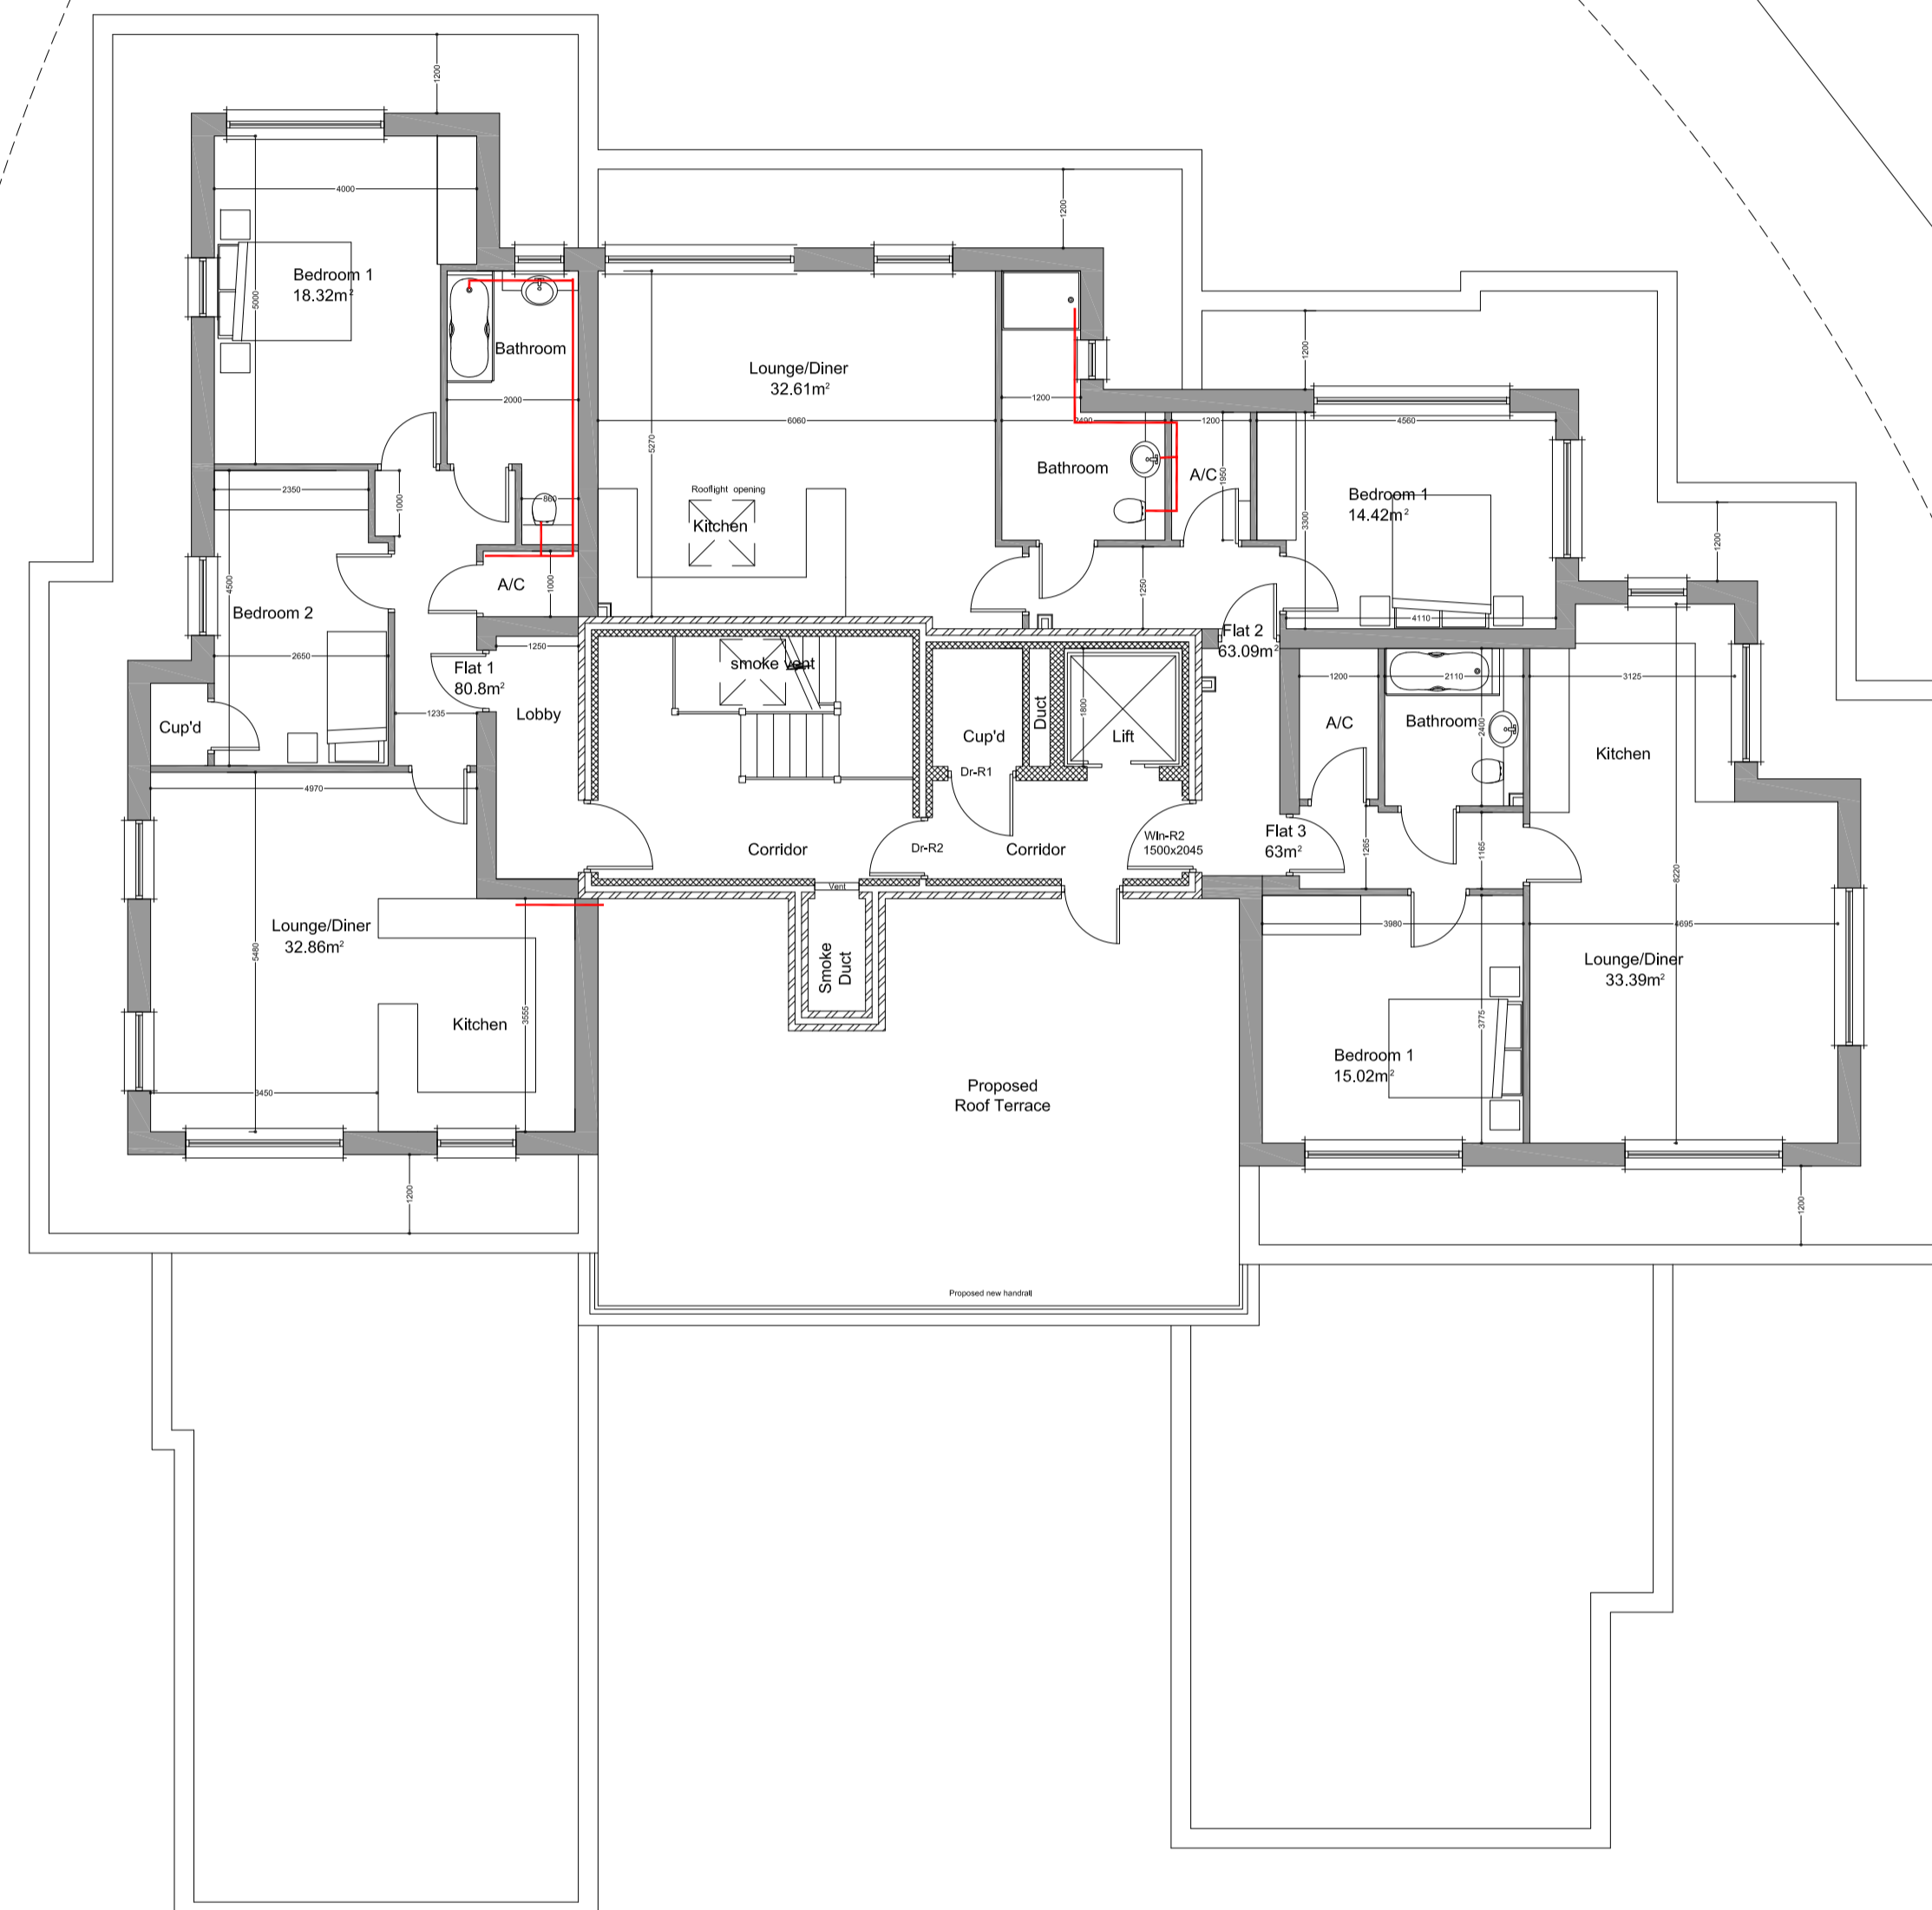 1200
4000
Bedroom 1
18.32m²
5000
Bathroom
2000
860
2350
1000
4500
Bedroom 2
2650
A/C
1000
Flat 1
80.8m²
1235
1250
Lobby
Cup'd
4970
Lounge/Diner
32.86m²
5480
3450
Kitchen
3555
1200
1200
Lounge/Diner
32.61m²
6060
5270
Rooflight opening
Kitchen
1200
2490
Bathroom
1200
A/C
1950
1250
1200
4560
Bedroom 1
14.42m²
3300
4110
Flat 2
63.09m²
smoke vent
Cup'd
Duct
1800
Lift
Dr-R1
Corridor
Dr-R2
Corridor
Win-R2
1500x2045
Vent
Smoke
Duct
Flat 3
63m²
1200
A/C
2110
Bathroom
2400
1265
1165
3125
Kitchen
1200
8220
3980
4695
Lounge/Diner
33.39m²
3775
Bedroom 1
15.02m²
1200
Proposed
Roof Terrace
Proposed new handrail